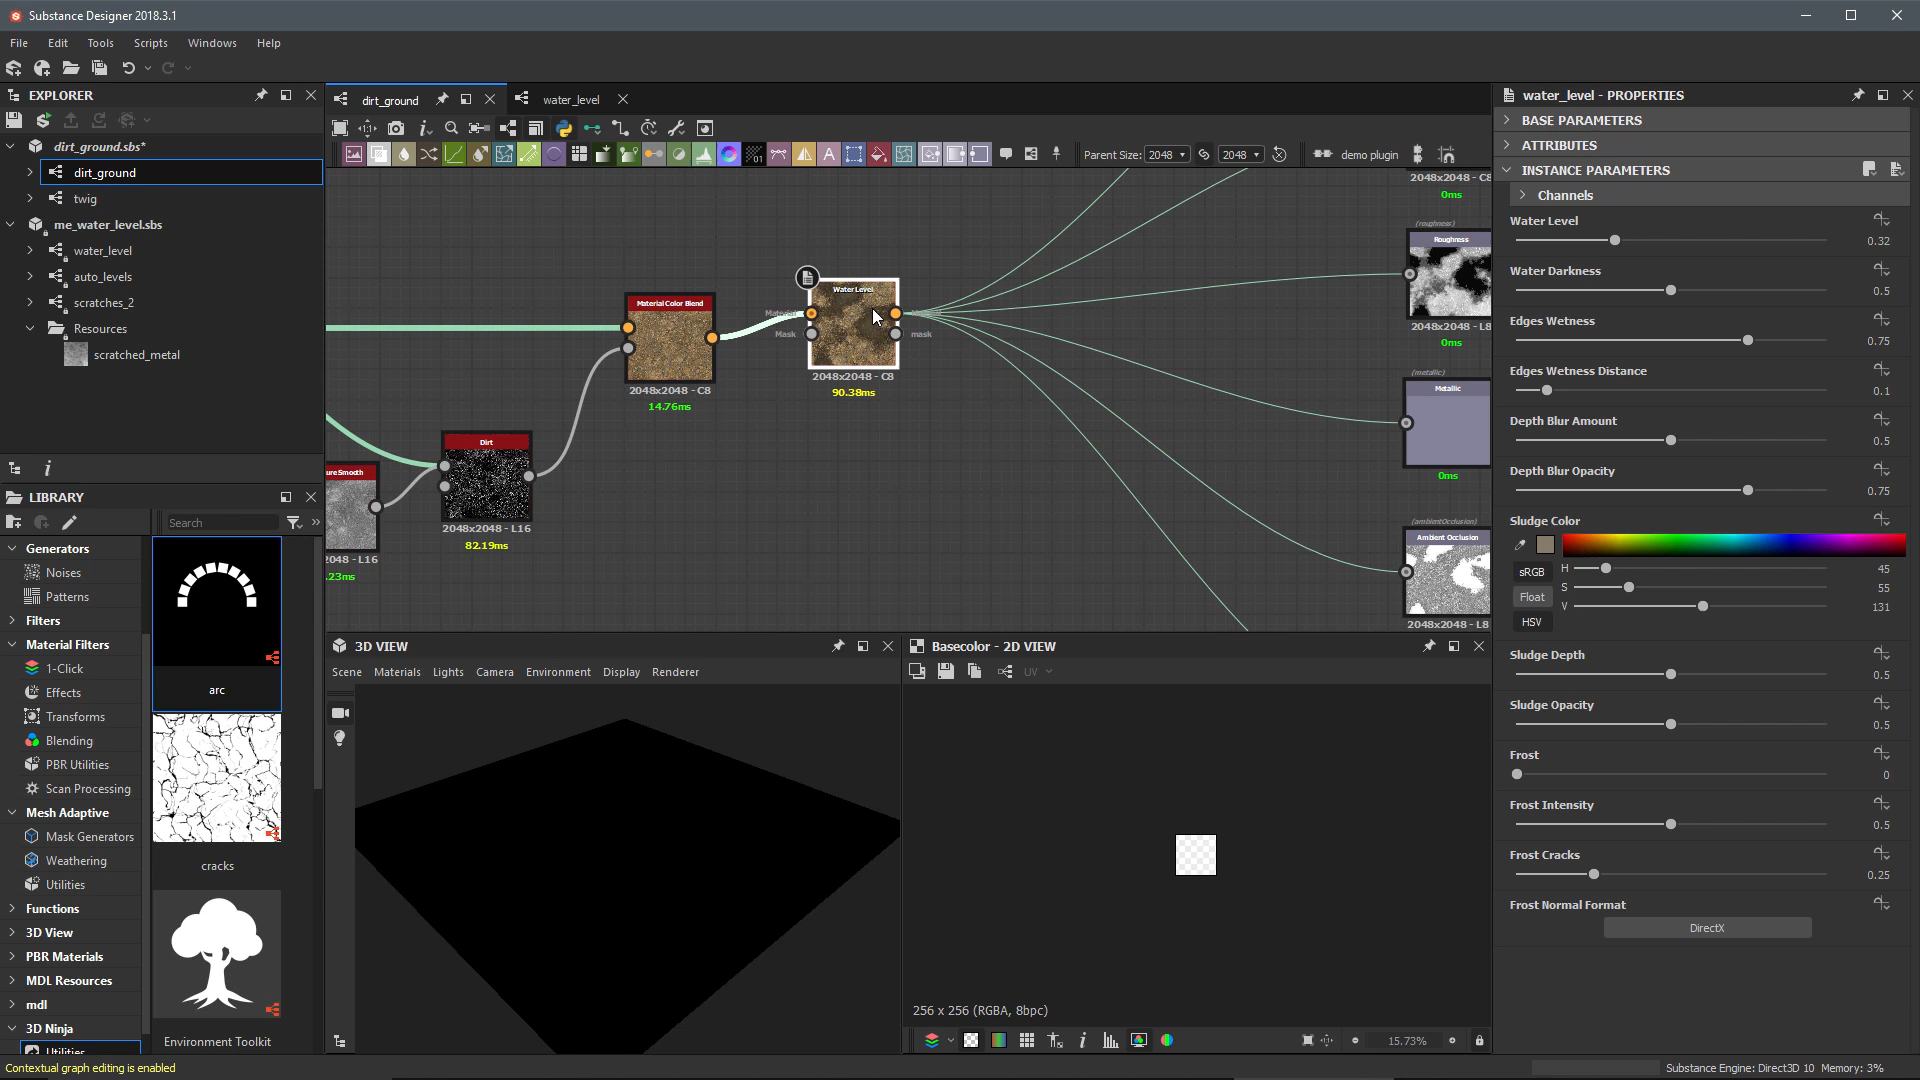 Substance Designer 2018.3.1
File Edit Tools Scripts Windows Help
EXPLORER
dirt_ground.sbs*
dirt_ground
twig
me_water_level.sbs
water_level
auto_levels
scratches_2
Resources
scratched_metal
LIBRARY
Search
Generators
Noises
Patterns
Filters
Material Filters
1-Click
Effects
Transforms
Blending
PBR Utilities
Scan Processing
Mesh Adaptive
Mask Generators
Weathering
Utilities
Functions
3D View
PBR Materials
MDL Resources
mdl
3D Ninja
Utilities
arc
cracks
Environment Toolkit
dirt_ground
water_level
Parent Size: 2048 2048
demo plugin
Material Color Blend
2048x2048 - C8
14.76ms
Water Level
Mask
mask
2048x2048 - C8
90.38ms
Dirt
2048x2048 - L16
82.19ms
ure Smooth
2048 - L16
.23ms
2048x2048 - C8
0ms
(roughness)
Roughness
2048x2048 - L8
0ms
(metallic)
Metallic
0ms
(ambientOcclusion)
Ambient Occlusion
2048x2048 - L8
3D VIEW
Scene Materials Lights Camera Environment Display Renderer
Basecolor - 2D VIEW
UV
256 x 256 (RGBA, 8bpc)
15.73%
water_level - PROPERTIES
BASE PARAMETERS
ATTRIBUTES
INSTANCE PARAMETERS
Channels
Water Level
0.32
Water Darkness
0.5
Edges Wetness
0.75
Edges Wetness Distance
0.1
Depth Blur Amount
0.5
Depth Blur Opacity
0.75
Sludge Color
sRGB
Float
HSV
H 45
S 55
V 131
Sludge Depth
0.5
Sludge Opacity
0.5
Frost
0
Frost Intensity
0.5
Frost Cracks
0.25
Frost Normal Format
DirectX
Contextual graph editing is enabled
Substance Engine: Direct3D 10 Memory: 3%